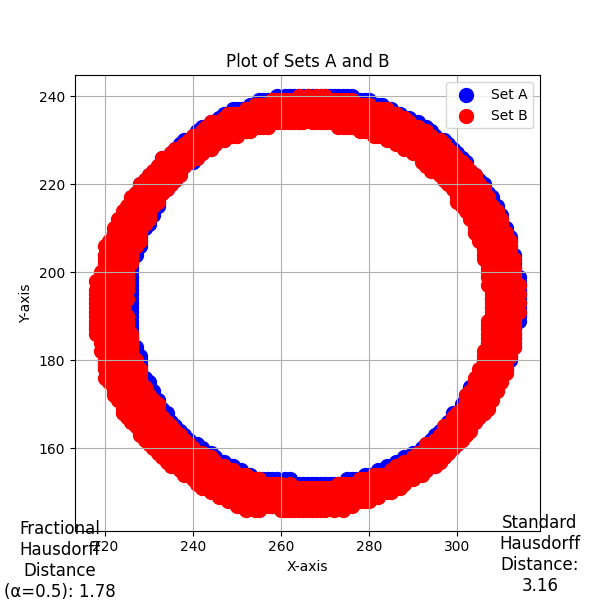 Plot of Sets A and B
Set A
Set B
Y-axis
240
220
200
180
160
220
240
260
280
300
X-axis
Fractional
Hausdorff
Distance
(α=0.5): 1.78
Standard
Hausdorff
Distance:
3.16